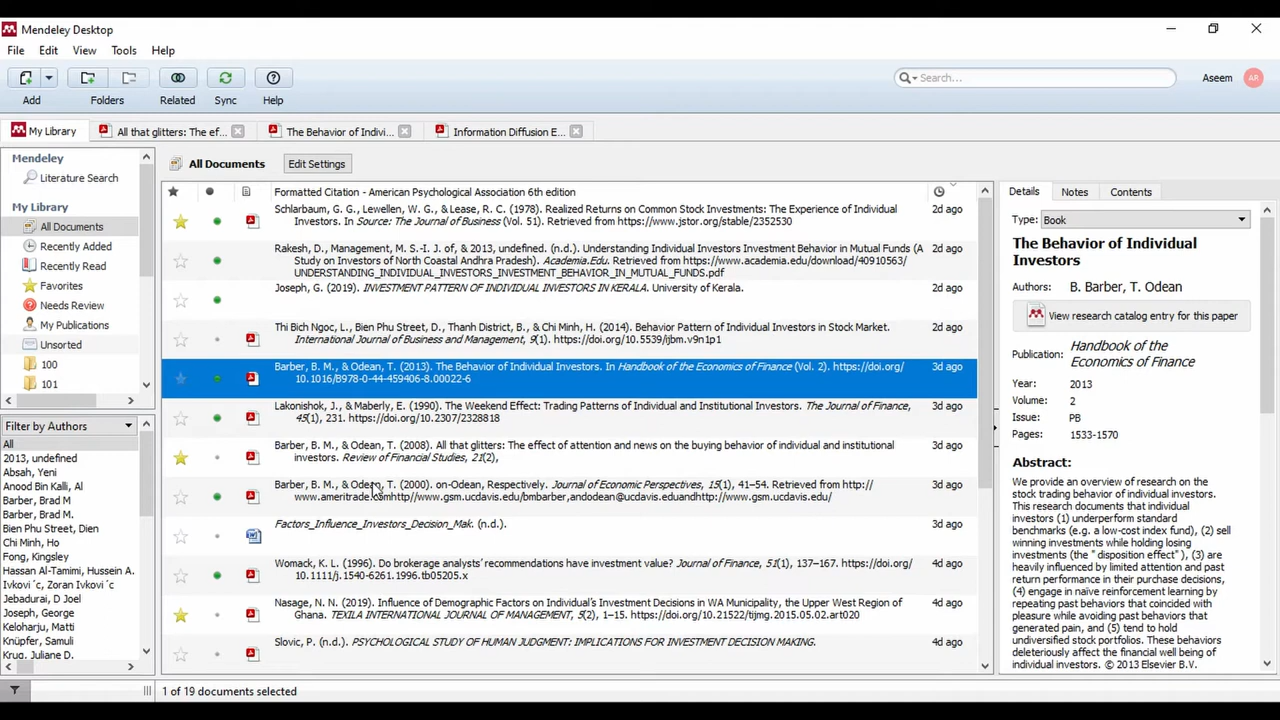 Mendeley Desktop
File Edit View Tools Help
Search... Aseem AR
Add Folders Related Sync Help
My Library All that glitters: The ef... The Behavior of Indivi... Information Diffusion E...
Mendeley
Literature Search
My Library
All Documents
Recently Added
Recently Read
Favorites
Needs Review
My Publications
Unsorted
100
101
Filter by Authors
All
2013, undefined
Absah, Yeni
Anood Bin Kalli, Al
Barber, Brad M
Barber, Brad M.
Bien Phu Street, Dien
Chi Minh, Ho
Fong, Kingsley
Hassan Al-Tamimi, Hussein A.
Ivkovi´c, Zoran Ivkovi´c
Jebadurai, D Joel
Joseph, George
Keloharju, Matti
Knüpfer, Samuli
Krug, Juliane D.
All Documents Edit Settings
Formatted Citation - American Psychological Association 6th edition
Schlarbaum, G. G., Lewellen, W. G., & Lease, R. C. (1978). Realized Returns on Common Stock Investments: The Experience of Individual 2d ago
Investors. In Source: The Journal of Business (Vol. 51). Retrieved from https://www.jstor.org/stable/2352530
Rakesh, D., Management, M. S.-I. J. of, & 2013, undefined. (n.d.). Understanding Individual Investors Investment Behavior in Mutual Funds (A 2d ago
Study on Investors of North Coastal Andhra Pradesh). Academia.Edu. Retrieved from https://www.academia.edu/download/40910563/
UNDERSTANDING_INDIVIDUAL_INVESTORS_INVESTMENT_BEHAVIOR_IN_MUTUAL_FUNDS.pdf
Joseph, G. (2019). INVESTMENT PATTERN OF INDIVIDUAL INVESTORS IN KERALA. University of Kerala. 2d ago
Thi Bich Ngoc, L., Bien Phu Street, D., Thanh District, B., & Chi Minh, H. (2014). Behavior Pattern of Individual Investors in Stock Market. 2d ago
International Journal of Business and Management, 9(1). https://doi.org/10.5539/ijbm.v9n1p1
Barber, B. M., & Odean, T. (2013). The Behavior of Individual Investors. In Handbook of the Economics of Finance (Vol. 2). https://doi.org/ 3d ago
10.1016/B978-0-44-459406-8.00022-6
Lakonishok, J., & Maberly, E. (1990). The Weekend Effect: Trading Patterns of Individual and Institutional Investors. The Journal of Finance, 3d ago
45(1), 231. https://doi.org/10.2307/2328818
Barber, B. M., & Odean, T. (2008). All that glitters: The effect of attention and news on the buying behavior of individual and institutional 3d ago
investors. Review of Financial Studies, 21(2),
Barber, B. M., & Odean, T. (2000). on-Odean, Respectively. Journal of Economic Perspectives, 15(1), 41–54. Retrieved from http:// 3d ago
www.ameritrade.comhttp//www.gsm.ucdavis.edu/bmbarber,andodean@ucdavis.eduandhttp://www.gsm.ucdavis.edu/
Factors_Influence_Investors_Decision_Mak. (n.d.). 3d ago
Womack, K. L. (1996). Do brokerage analysts' recommendations have investment value? Journal of Finance, 51(1), 137–167. https://doi.org/ 4d ago
10.1111/j.1540-6261.1996.tb05205.x
Nasage, N. N. (2019). Influence of Demographic Factors on Individual's Investment Decisions in WA Municipality, the Upper West Region of 4d ago
Ghana. TEXILA INTERNATIONAL JOURNAL OF MANAGEMENT, 5(2), 1–15. https://doi.org/10.21522/tijmg.2015.05.02.art020
Slovic, P. (n.d.). PSYCHOLOGICAL STUDY OF HUMAN JUDGMENT: IMPLICATIONS FOR INVESTMENT DECISION MAKING. 4d ago
Details Notes Contents
Type: Book
The Behavior of Individual
Investors
Authors: B. Barber, T. Odean
View research catalog entry for this paper
Publication: Handbook of the
Economics of Finance
Year: 2013
Volume: 2
Issue: PB
Pages: 1533-1570
Abstract:
We provide an overview of research on the
stock trading behavior of individual investors.
This research documents that individual
investors (1) underperform standard
benchmarks (e.g. a low-cost index fund), (2) sell
winning investments while holding losing
investments (the " disposition effect" ), (3) are
heavily influenced by limited attention and past
return performance in their purchase decisions,
(4) engage in naïve reinforcement learning by
repeating past behaviors that coincided with
pleasure while avoiding past behaviors that
generated pain, and (5) tend to hold
undiversified stock portfolios. These behaviors
deleteriously affect the financial well being of
individual investors. © 2013 Elsevier B.V.
1 of 19 documents selected